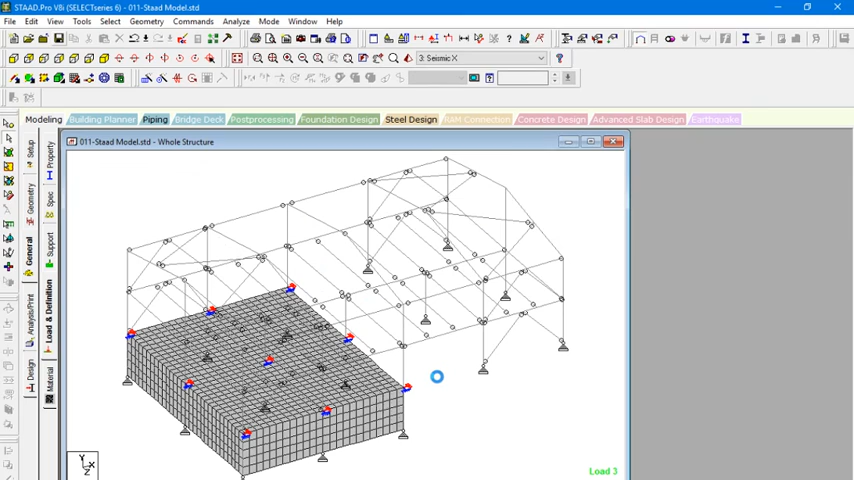 STAAD.Pro V8i (SELECTseries 6) - 011-Staad Model.std
File Edit View Tools Select Geometry Commands Analyze Mode Window Help
3: Seismic X
Modeling Building Planner Piping Bridge Deck Postprocessing Foundation Design Steel Design RAM Connection Concrete Design Advanced Slab Design Earthquake
011-Staad Model.std - Whole Structure
Setup
Geometry
General
Analysis/Print
Design
Property
Spec
Support
Load & Definition
Material
Y
X
Z
Load 3